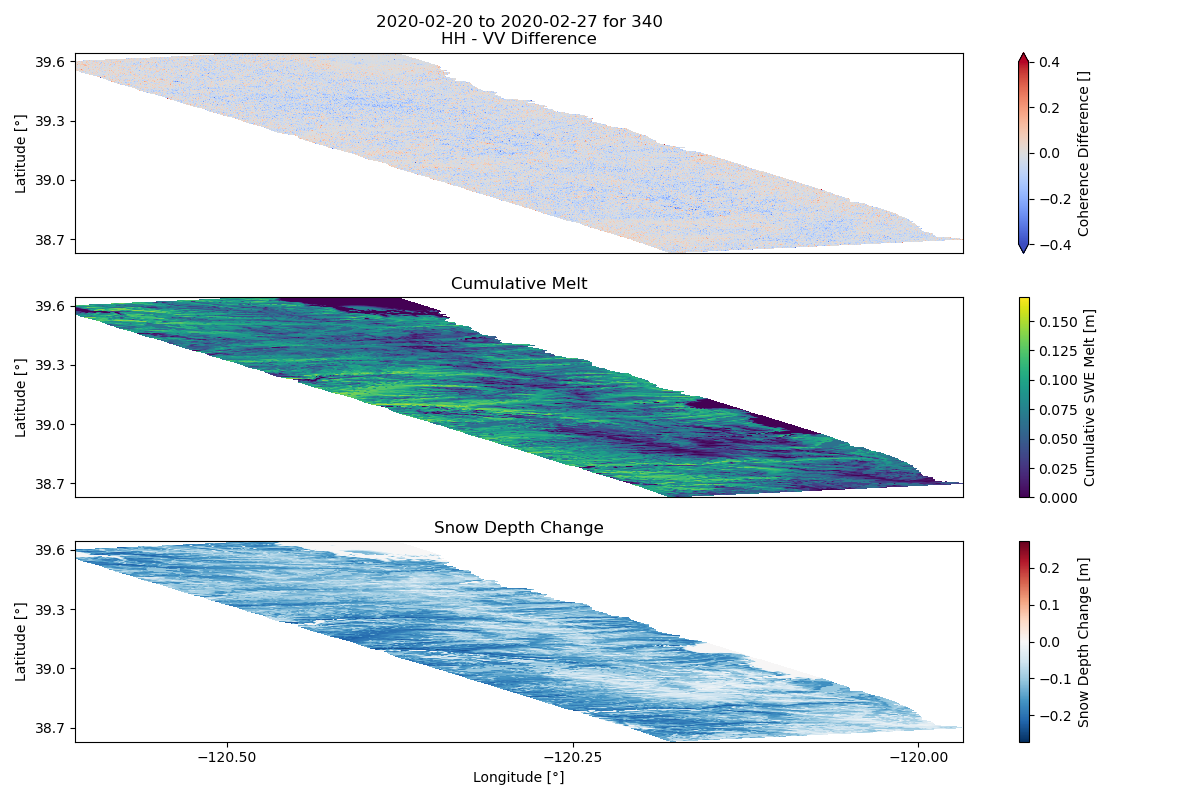 2020-02-20 to 2020-02-27 for 340
HH - VV Difference
39.6
39.3
39.0
38.7
Latitude [°]
0.4
0.2
0.0
−0.2
−0.4
Coherence Difference []
Cumulative Melt
39.6
39.3
39.0
38.7
Latitude [°]
0.150
0.125
0.100
0.075
0.050
0.025
0.000
Cumulative SWE Melt [m]
Snow Depth Change
39.6
39.3
39.0
38.7
Latitude [°]
−120.50
−120.25
−120.00
Longitude [°]
0.2
0.1
0.0
−0.1
−0.2
Snow Depth Change [m]